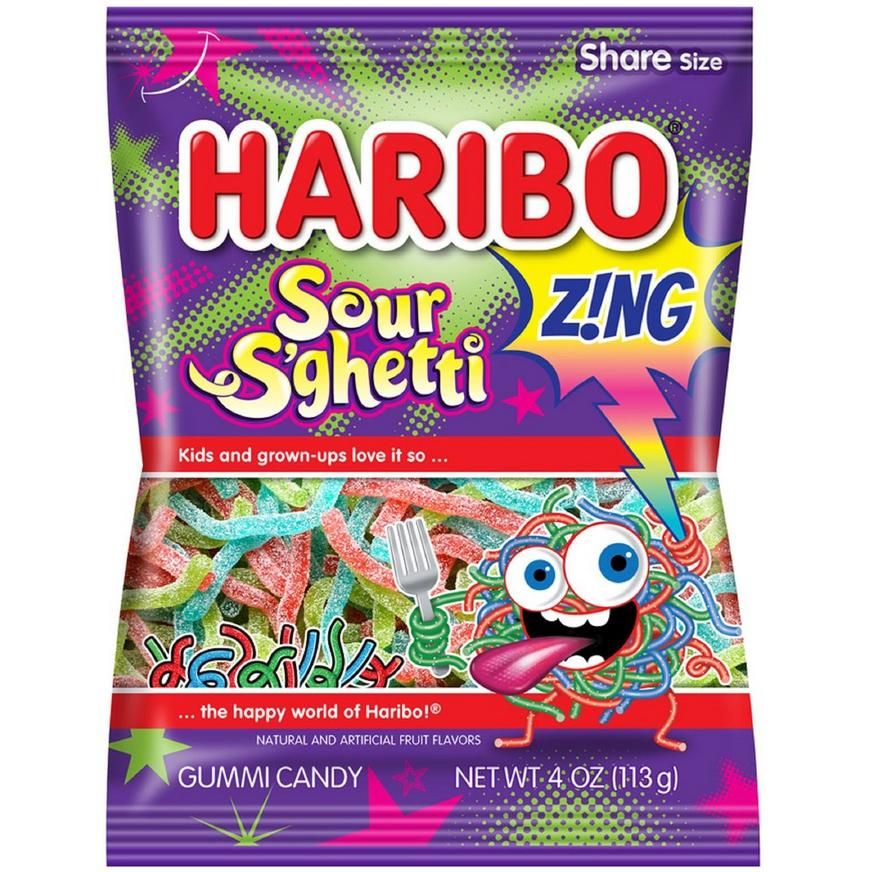 Share Size
HARIBO®
Sour
S'ghetti
Z!NG
Kids and grown-ups love it so ...
... the happy world of Haribo!®
NATURAL AND ARTIFICIAL FRUIT FLAVORS
GUMMI CANDY
NET WT 4 OZ (113 g)